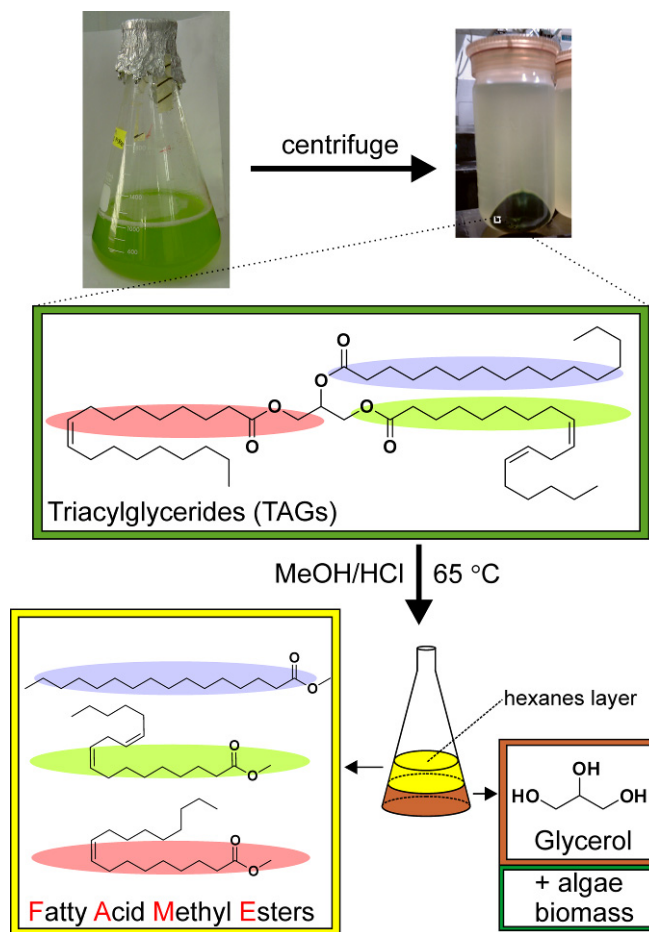 centrifuge
O
O
O
O
O
O
Triacylglycerides (TAGs)
MeOH/HCl 65 °C
hexanes layer
O
O
O
O
O
O
OH
HO OH
Glycerol
+ algae
biomass
Fatty Acid Methyl Esters